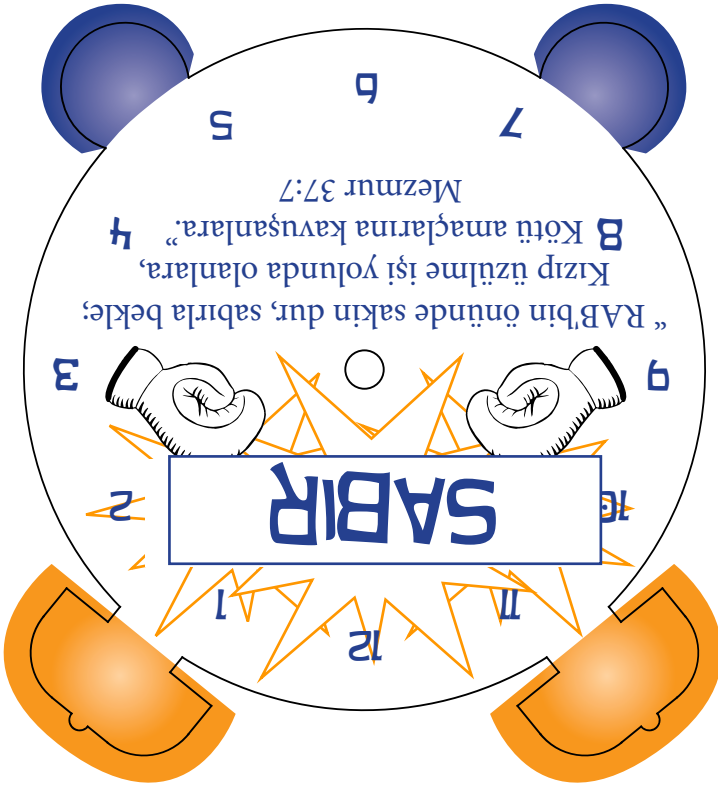 12
11 1
10 SABIR 2
9 3
“ RAB'bin önünde sakin dur, sabırla bekle;
Kızıp üzülme işi yolunda olanlara,
8 Kötü amaçlarına kavuşanlara.” 4
Mezmur 37:7
7 5
6